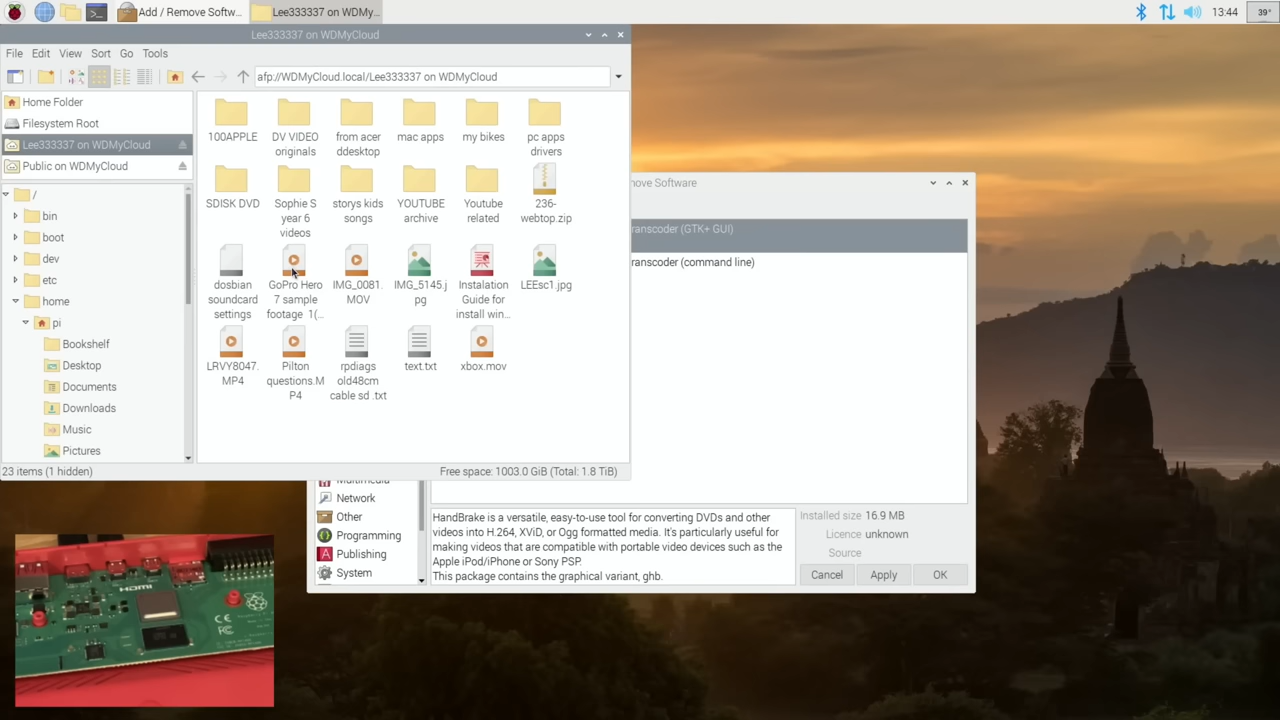 Add / Remove Softw...
Lee333337 on WDMy...
13:44
39°
Lee333337 on WDMyCloud
File Edit View Sort Go Tools
afp://WDMyCloud.local/Lee333337 on WDMyCloud
Home Folder
Filesystem Root
Lee333337 on WDMyCloud
Public on WDMyCloud
/
bin
boot
dev
etc
home
pi
Bookshelf
Desktop
Documents
Downloads
Music
Pictures
100APPLE
DV VIDEO
originals
from acer
ddesktop
mac apps
my bikes
pc apps
drivers
SDISK DVD
Sophie S
year 6
videos
storys kids
songs
YOUTUBE
archive
Youtube
related
236-
webtop.zip
dosbian
soundcard
settings
GoPro Hero
7 sample
footage 1(...
IMG_0081.
MOV
IMG_5145.j
pg
Instalation
Guide for
install win...
LEEsc1.jpg
LRVY8047.
MP4
Pilton
questions.M
P4
rpdiags
old48cm
cable sd .txt
text.txt
xbox.mov
23 items (1 hidden)
Free space: 1003.0 GiB (Total: 1.8 TiB)
move Software
ranscoder (GTK+ GUI)
ranscoder (command line)
Multimedia
Network
Other
Programming
Publishing
System
HandBrake is a versatile, easy-to-use tool for converting DVDs and other
videos into H.264, XViD, or Ogg formatted media. It's particularly useful for
making videos that are compatible with portable video devices such as the
Apple iPod/iPhone or Sony PSP.
This package contains the graphical variant, ghb.
Installed size 16.9 MB
Licence unknown
Source
Cancel
Apply
OK
HDMI
CE
FC